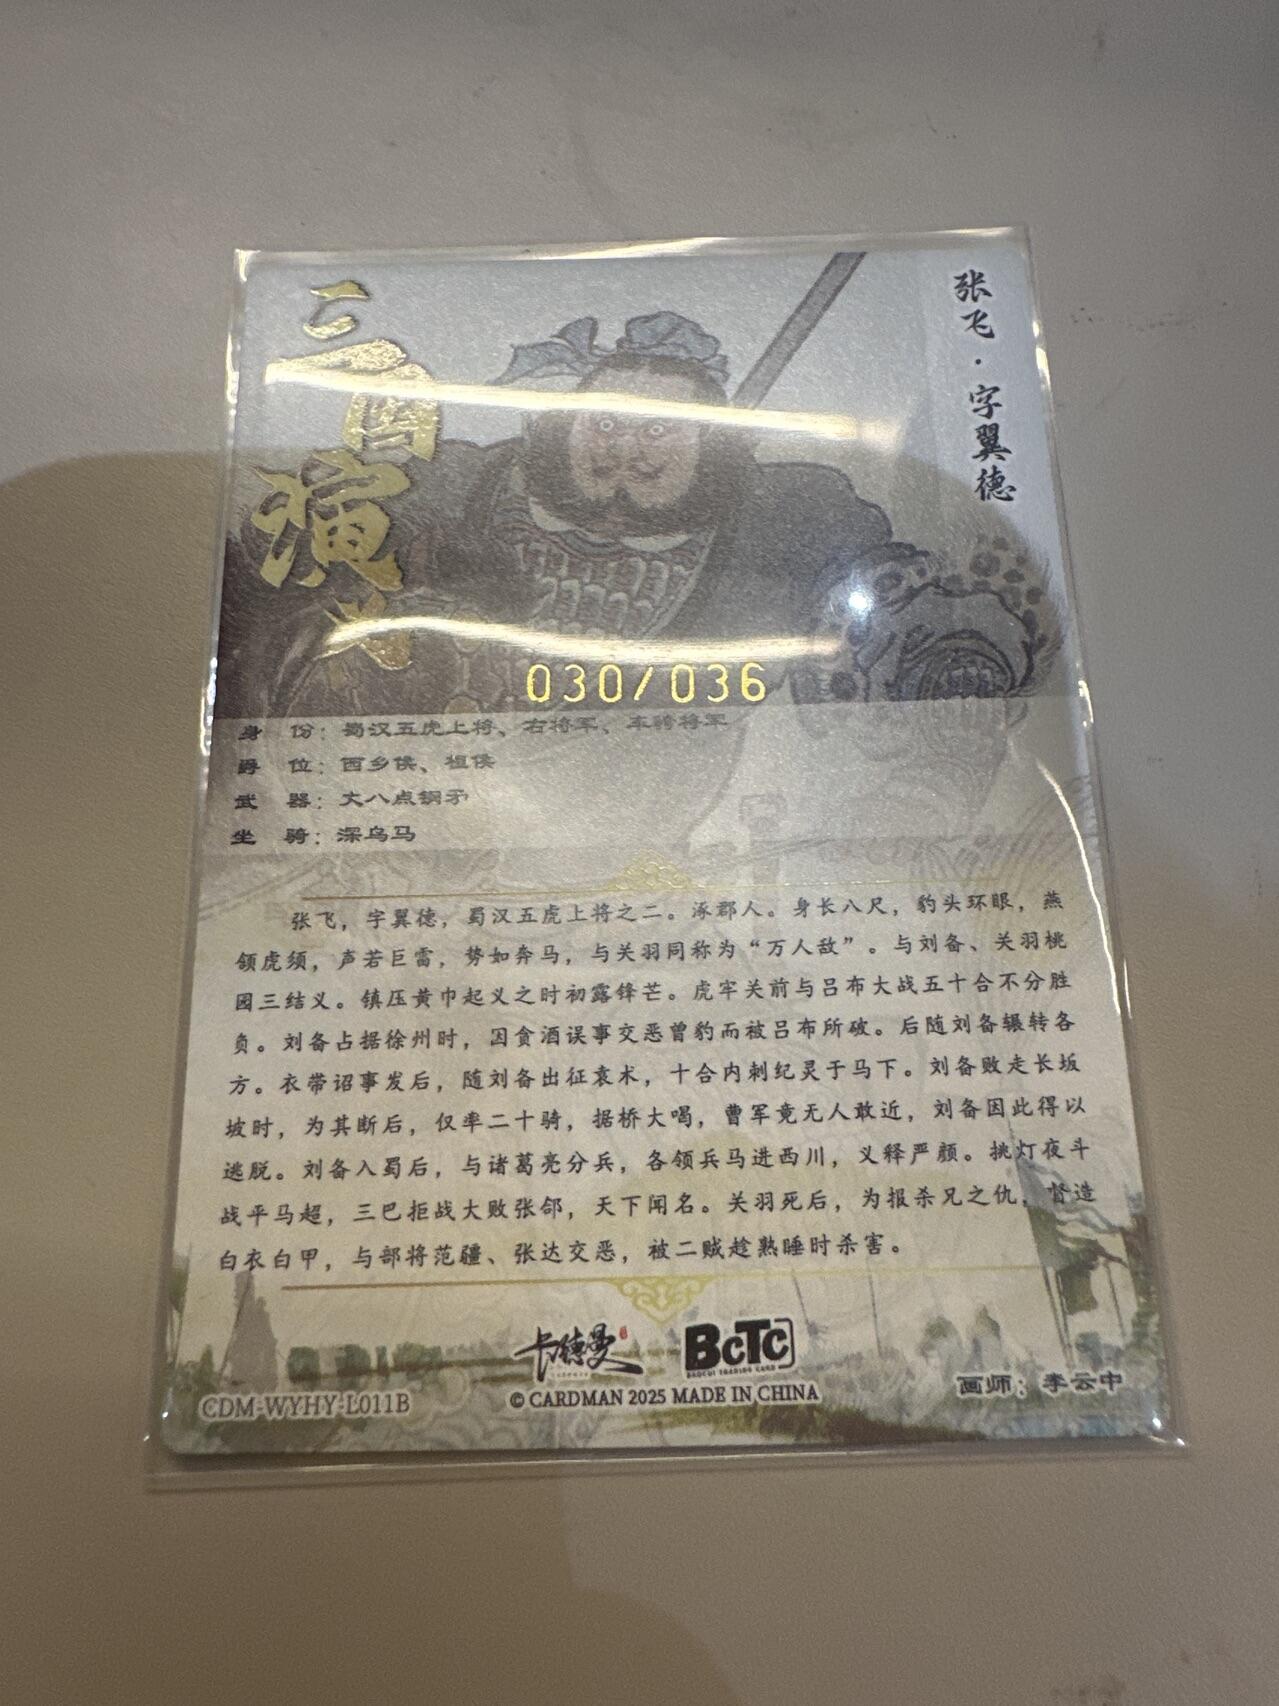 三国演义
张飞·字翼德
030/036
身 份：蜀汉五虎上将、右将军、车骑将军
爵 位：西乡侯、桓侯
武 器：丈八点钢矛
坐 骑：深乌马
张飞，字翼德，蜀汉五虎上将之二。涿郡人。身长八尺，豹头环眼，燕
颌虎须，声若巨雷，势如奔马，与关羽同称为“万人敌”。与刘备、关羽桃
园三结义。镇压黄巾起义之时初露锋芒。虎牢关前与吕布大战五十合不分胜
负。刘备占据徐州时，因贪酒误事交恶曾豹而被吕布所破。后随刘备辗转各
方。衣带诏事发后，随刘备出征袁术，十合内刺纪灵于马下。刘备败走长坂
坡时，为其断后，仅率二十骑，据桥大喝，曹军竟无人敢近，刘备因此得以
逃脱。刘备入蜀后，与诸葛亮分兵，各领兵马进西川，义释严颜。挑灯夜斗
战平马超，三巴拒战大败张郃，天下闻名。关羽死后，为报杀兄之仇，督造
白衣白甲，与部将范疆、张达交恶，被二贼趁熟睡时杀害。
卡德曼 BCTC
CDM-WYHY-L011B
© CARDMAN 2025 MADE IN CHINA
画师：李云中